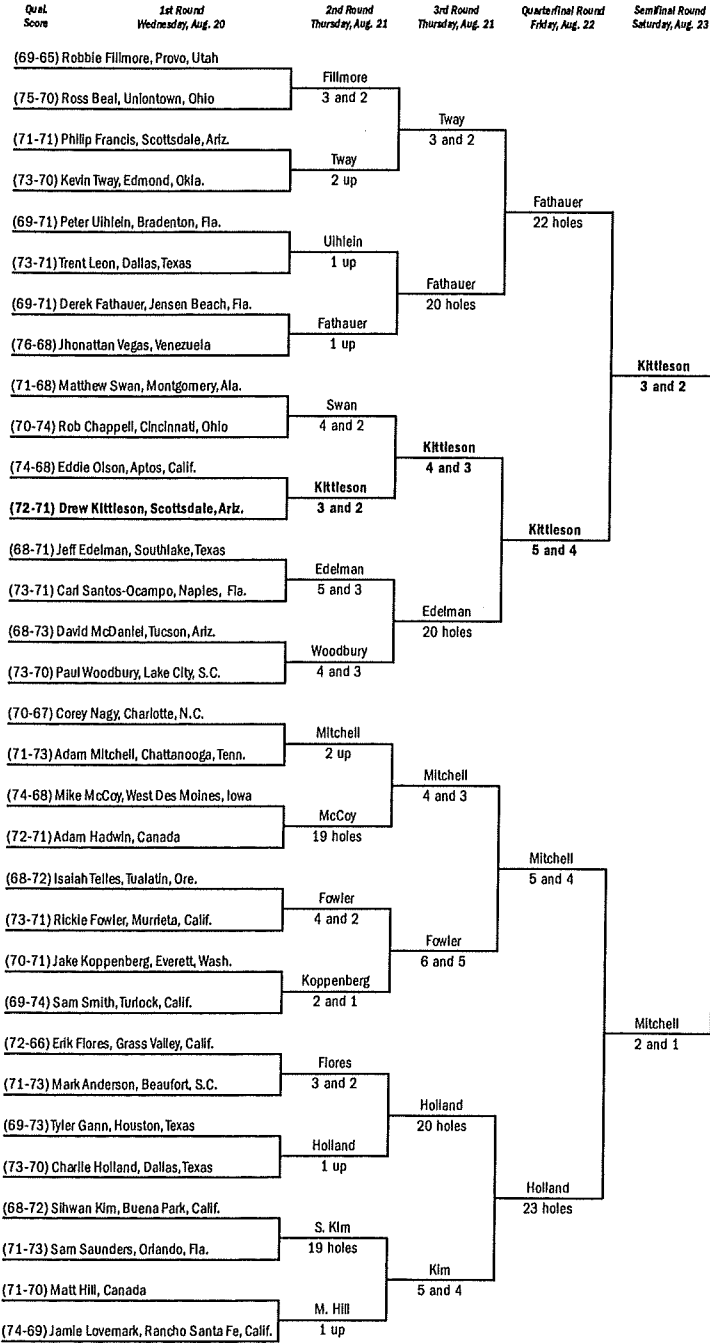 Qual. Score
1st Round Wednesday, Aug. 20
2nd Round Thursday, Aug. 21
3rd Round Thursday, Aug. 21
Quarterfinal Round Friday, Aug. 22
Semifinal Round Saturday, Aug. 23
(69-65) Robbie Fillmore, Provo, Utah
Fillmore
3 and 2
(75-70) Ross Beal, Uniontown, Ohio
Tway
3 and 2
(71-71) Philip Francis, Scottsdale, Ariz.
Tway
2 up
(73-70) Kevin Tway, Edmond, Okla.
Fathauer
22 holes
(69-71) Peter Uihlein, Bradenton, Fla.
Uihlein
1 up
(73-71) Trent Leon, Dallas, Texas
Fathauer
20 holes
(69-71) Derek Fathauer, Jensen Beach, Fla.
Fathauer
1 up
(76-68) Jhonattan Vegas, Venezuela
Kittleson
3 and 2
(71-68) Matthew Swan, Montgomery, Ala.
Swan
4 and 2
(70-74) Rob Chappell, Cincinnati, Ohio
Kittleson
4 and 3
(74-68) Eddie Olson, Aptos, Calif.
Kittleson
3 and 2
(72-71) Drew Kittleson, Scottsdale, Ariz.
Kittleson
5 and 4
(68-71) Jeff Edelman, Southlake, Texas
Edelman
5 and 3
(73-71) Carl Santos-Ocampo, Naples, Fla.
Edelman
20 holes
(68-73) David McDaniel, Tucson, Ariz.
Woodbury
4 and 3
(73-70) Paul Woodbury, Lake City, S.C.
(70-67) Corey Nagy, Charlotte, N.C.
Mitchell
2 up
(71-73) Adam Mitchell, Chattanooga, Tenn.
Mitchell
4 and 3
(74-68) Mike McCoy, West Des Moines, Iowa
McCoy
19 holes
(72-71) Adam Hadwin, Canada
Mitchell
5 and 4
(68-72) Isaiah Telles, Tualatin, Ore.
Fowler
4 and 2
(73-71) Rickie Fowler, Murrieta, Calif.
Fowler
6 and 5
(70-71) Jake Koppenberg, Everett, Wash.
Koppenberg
2 and 1
(69-74) Sam Smith, Turlock, Calif.
Mitchell
2 and 1
(72-66) Erik Flores, Grass Valley, Calif.
Flores
3 and 2
(71-73) Mark Anderson, Beaufort, S.C.
Holland
20 holes
(69-73) Tyler Gann, Houston, Texas
Holland
1 up
(73-70) Charlie Holland, Dallas, Texas
Holland
23 holes
(68-72) Sihwan Kim, Buena Park, Calif.
S. Kim
19 holes
(71-73) Sam Saunders, Orlando, Fla.
Kim
5 and 4
(71-70) Matt Hill, Canada
M. Hill
1 up
(74-69) Jamie Lovemark, Rancho Santa Fe, Calif.